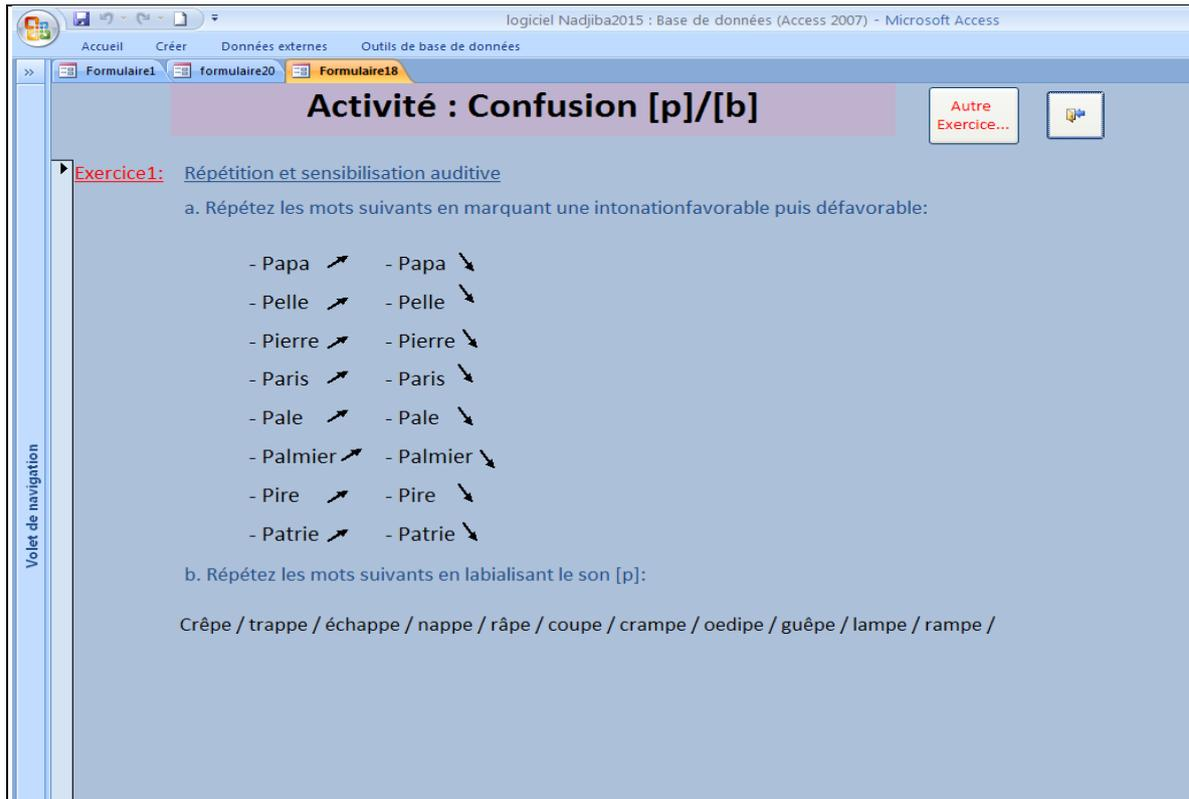 logiciel Nadjiba2015 : Base de données (Access 2007) - Microsoft Access
Accueil Créer Données externes Outils de base de données
Formulaire1 formulaire20 Formulaire18
Activité : Confusion [p]/[b]
Autre
Exercice...
Exercice1: Répétition et sensibilisation auditive
a. Répétez les mots suivants en marquant une intonationfavorable puis défavorable:
- Papa - Papa
- Pelle - Pelle
- Pierre - Pierre
- Paris - Paris
- Pale - Pale
- Palmier - Palmier
- Pire - Pire
- Patrie - Patrie
b. Répétez les mots suivants en labialisant le son [p]:
Crêpe / trappe / échappe / nappe / râpe / coupe / crampe / oedipe / guêpe / lampe / rampe /
Volet de navigation